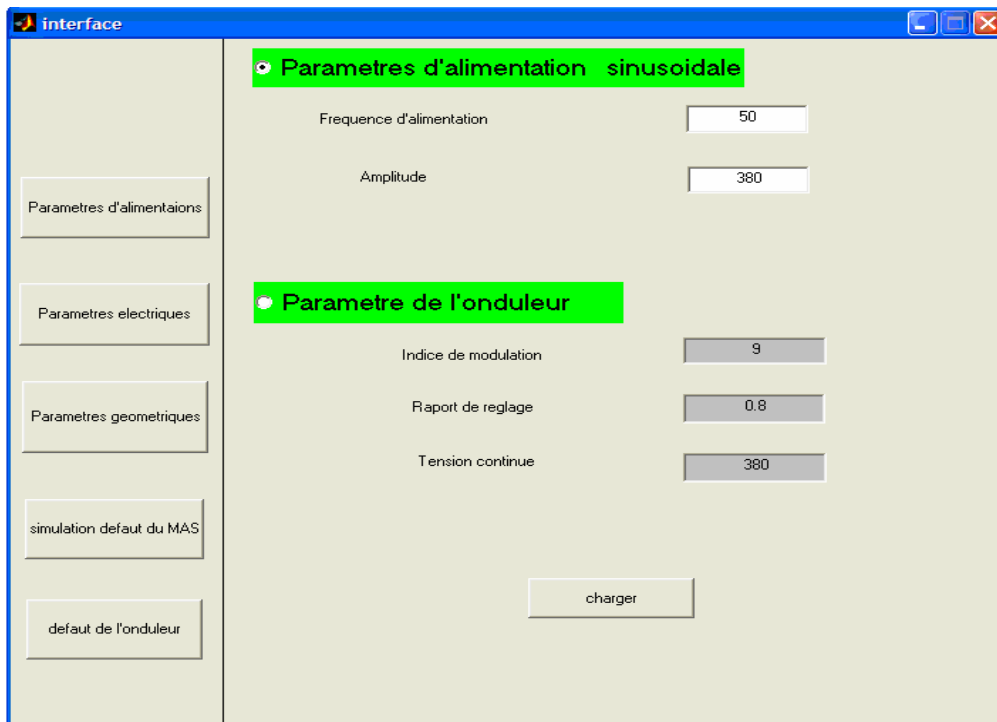 interface
Parametres d'alimentaions
Parametres electriques
Parametres geometriques
simulation defaut du MAS
defaut de l'onduleur
Parametres d'alimentation sinusoidale
Frequence d'alimentation 50
Amplitude 380
Parametre de l'onduleur
Indice de modulation 9
Raport de reglage 0.8
Tension continue 380
charger